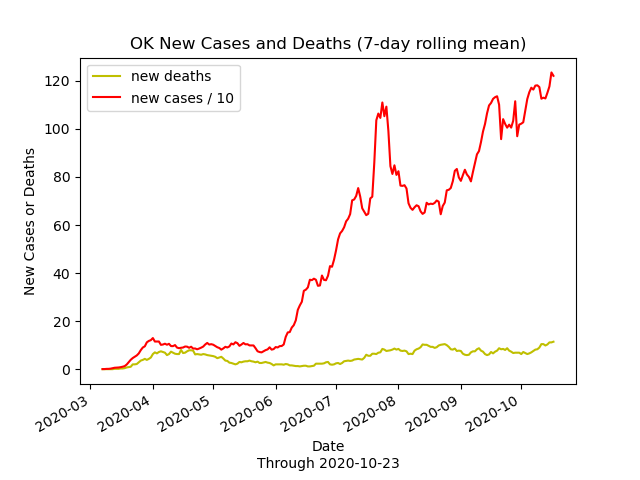 OK New Cases and Deaths (7-day rolling mean)
new deaths
new cases / 10
New Cases or Deaths
120
100
80
60
40
20
0
2020-03
2020-04
2020-05
2020-06
2020-07
2020-08
2020-09
2020-10
Date
Through 2020-10-23